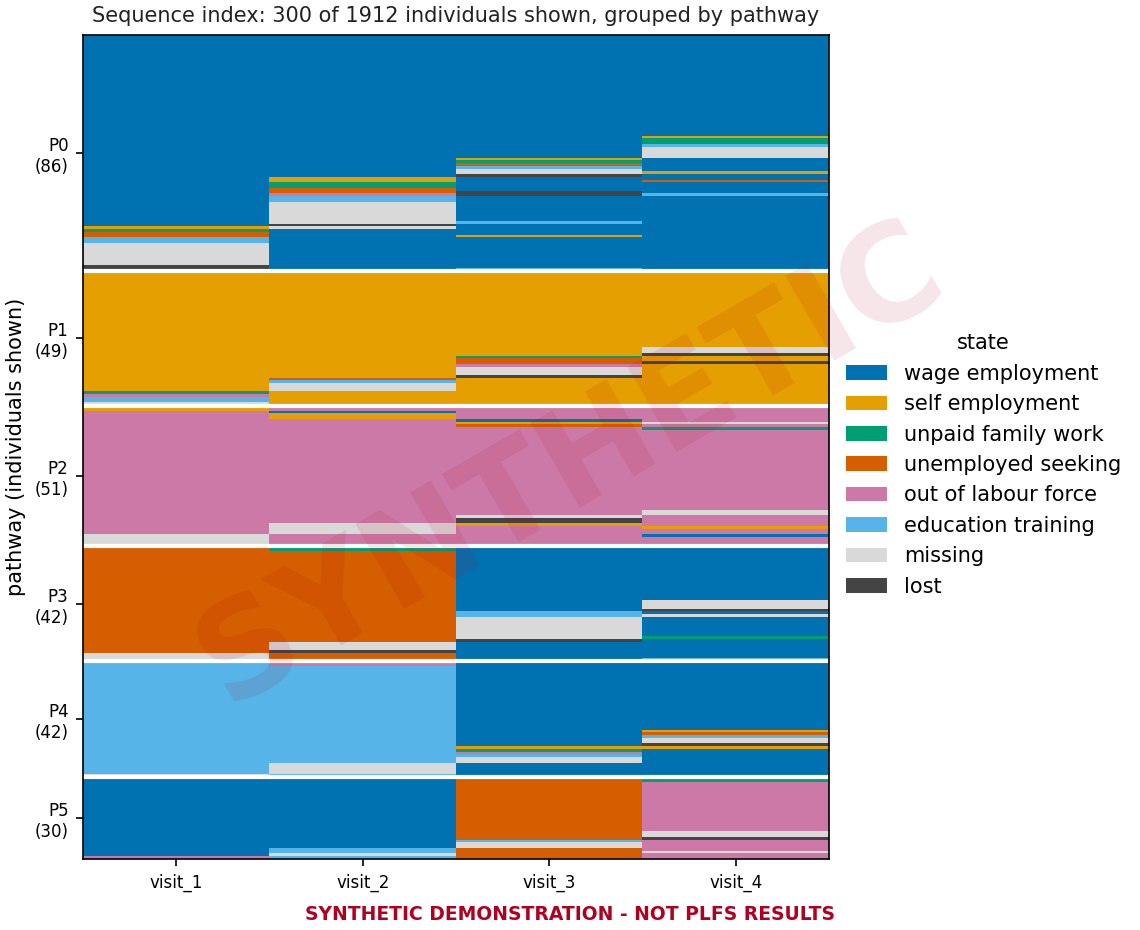 Sequence index: 300 of 1912 individuals shown, grouped by pathway
pathway (individuals shown)
P0
(86)
P1
(49)
P2
(51)
P3
(42)
P4
(42)
P5
(30)
SYNTHETIC
state
wage employment
self employment
unpaid family work
unemployed seeking
out of labour force
education training
missing
lost
visit_1
visit_2
visit_3
visit_4
SYNTHETIC DEMONSTRATION - NOT PLFS RESULTS